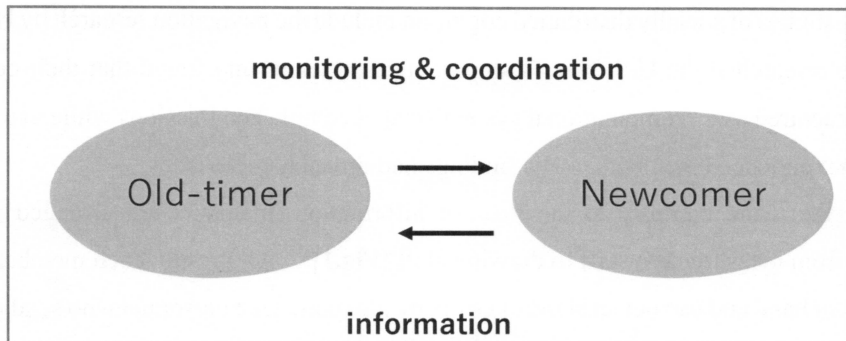 monitoring & coordination
Old-timer
Newcomer
information